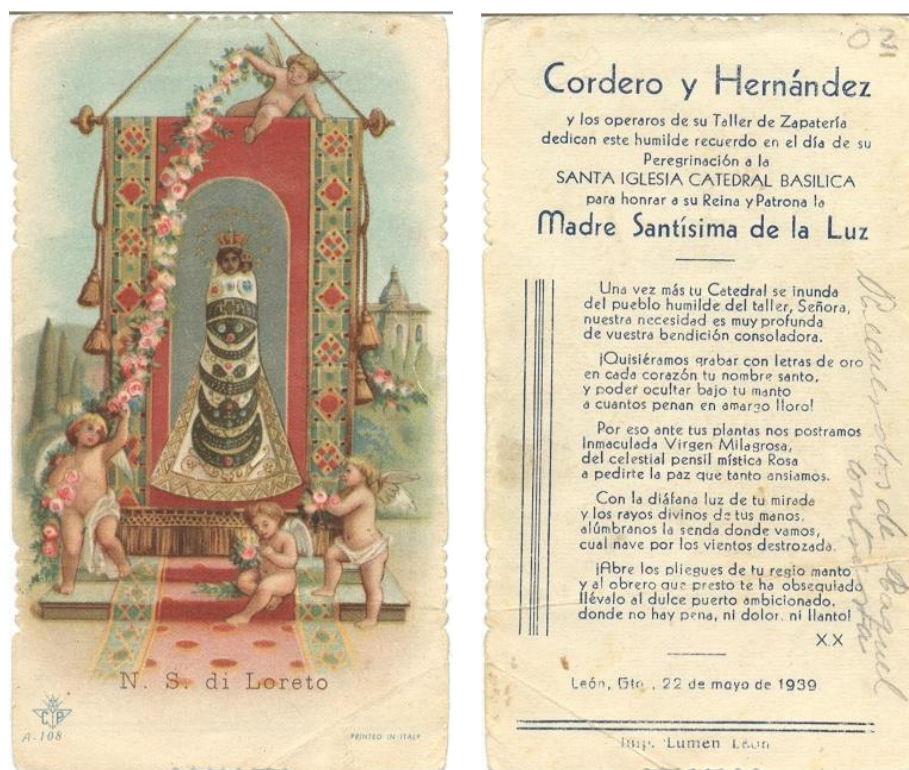 N. S. di Loreto
CIP
A-108
PRINTED IN ITALY
Cordero y Hernández
y los operaros de su Taller de Zapatería
dedican este humilde recuerdo en el día de su
Peregrinación a la
SANTA IGLESIA CATEDRAL BASILICA
para honrar a su Reina y Patrona la
Madre Santísima de la Luz
Una vez más tu Catedral se inunda
del pueblo humilde del taller, Señora,
nuestra necesidad es muy profunda
de vuestra bendición consoladora.
¡Quisiéramos grabar con letras de oro
en cada corazón tu nombre santo,
y poder ocultar bajo tu manto
a cuantos penan en amargo lloro!
Por eso ante tus plantas nos postramos
Inmaculada Virgen Milagrosa,
del celestial pensil mística Rosa
a pedirte la paz que tanto ansiamos.
Con la diáfana luz de tu mirada
y los rayos divinos de tus manos,
alúmbranos la senda donde vamos,
cual nave por los vientos destrozada.
¡Abre los pliegues de tu regio manto
y al obrero que presto te ha obsequiado
llévalo al dulce puerto ambicionado,
donde no hay pena, ni dolor, ni llanto!
X.X
León, Gto., 22 de mayo de 1939
Imp. Lumen León
Recuerdos de Raquel